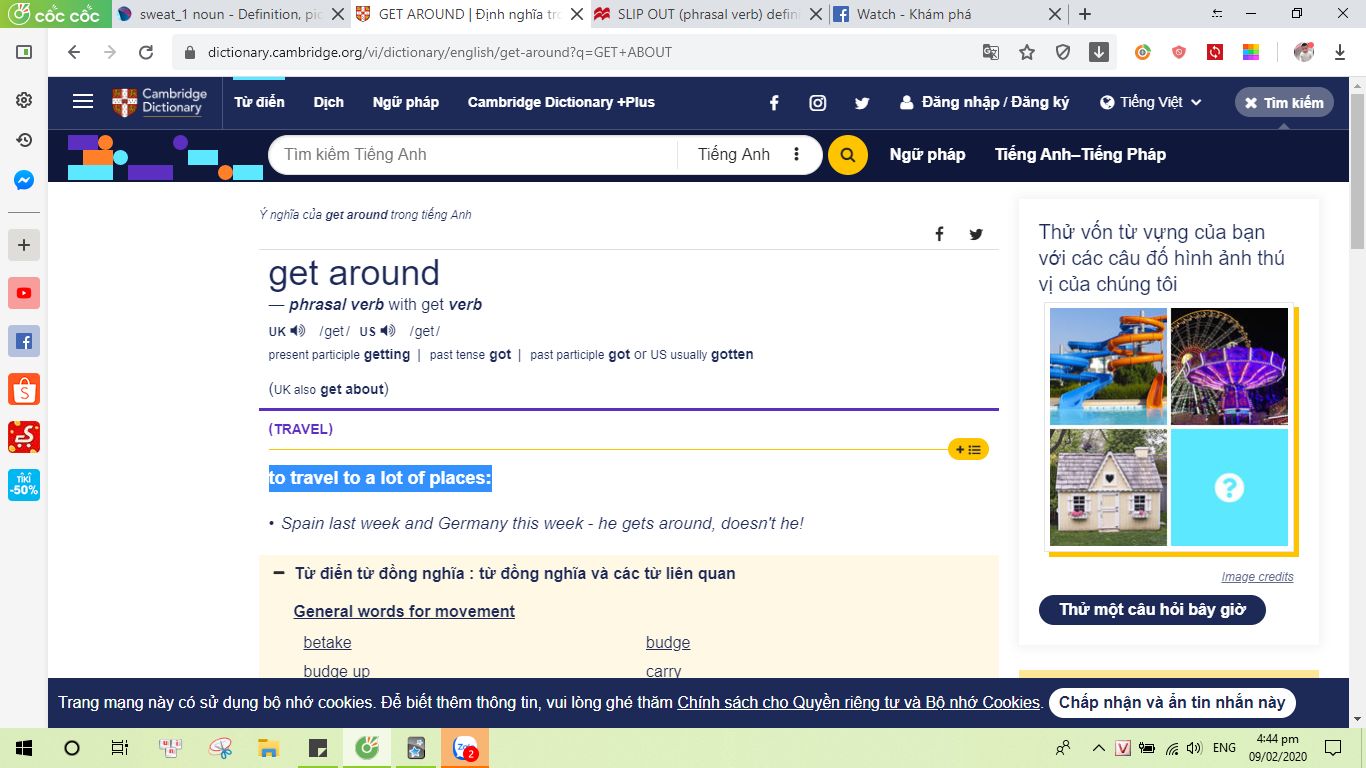 cốc cốc
sweat_1 noun - Definition, pic
GET AROUND | Định nghĩa tro
SLIP OUT (phrasal verb) defini
Watch - Khám phá
dictionary.cambridge.org/vi/dictionary/english/get-around?q=GET+ABOUT
Cambridge Dictionary
Từ điển
Dịch
Ngữ pháp
Cambridge Dictionary +Plus
Đăng nhập / Đăng ký
Tiếng Việt
Tìm kiếm
Tìm kiếm Tiếng Anh
Tiếng Anh
Ngữ pháp
Tiếng Anh–Tiếng Pháp
Ý nghĩa của get around trong tiếng Anh
get around
— phrasal verb with get verb
UK /get/ US /get/
present participle getting | past tense got | past participle got or US usually gotten
(UK also get about)
(TRAVEL)
to travel to a lot of places:
• Spain last week and Germany this week - he gets around, doesn't he!
Từ điển từ đồng nghĩa : từ đồng nghĩa và các từ liên quan
General words for movement
betake
budge
budge up
carry
Thử vốn từ vựng của bạn
với các câu đố hình ảnh thú
vị của chúng tôi
?
Image credits
Thử một câu hỏi bây giờ
TIKI
-50%
Trang mạng này có sử dụng bộ nhớ cookies. Để biết thêm thông tin, vui lòng ghé thăm Chính sách cho Quyền riêng tư và Bộ nhớ Cookies.
Chấp nhận và ẩn tin nhắn này
2
ENG
4:44 pm
09/02/2020